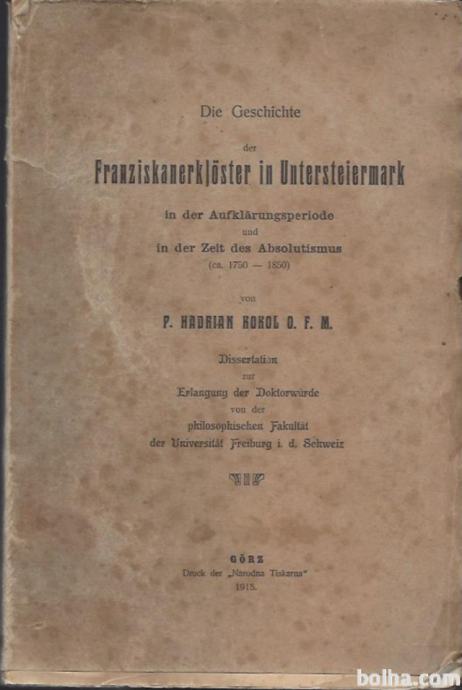 Die Geschichte
der
Franziskanerklöster in Untersteiermark
in der Aufklärungsperiode
und
in der Zeit des Absolutismus
(ca. 1750 — 1850)
von
P. HADRIAN KOKOL O. F. M.
Dissertation
zur
Erlangung der Doktorwürde
von der
philosophischen Fakultät
der Universität Freiburg i. d. Schweiz
GÖRZ
Druck der „Narodna Tiskarna"
1915.
bolha.com